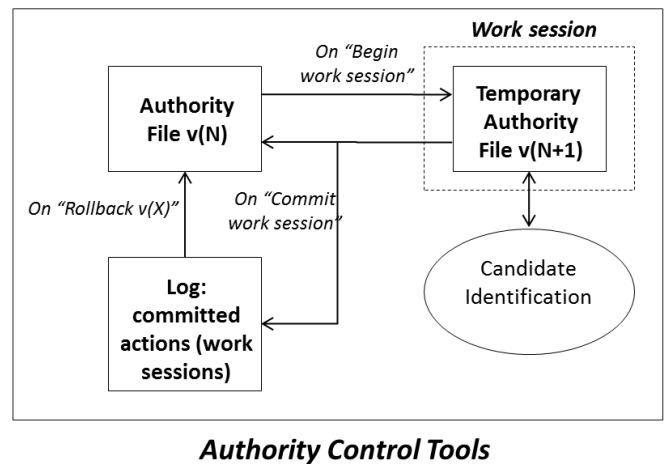 Work session
On “Begin
work session”
Authority
File v(N)
Temporary
Authority
File v(N+1)
On “Rollback v(X)”
On “Commit
work session”
Candidate
Identification
Log:
committed
actions (work
sessions)
Authority Control Tools